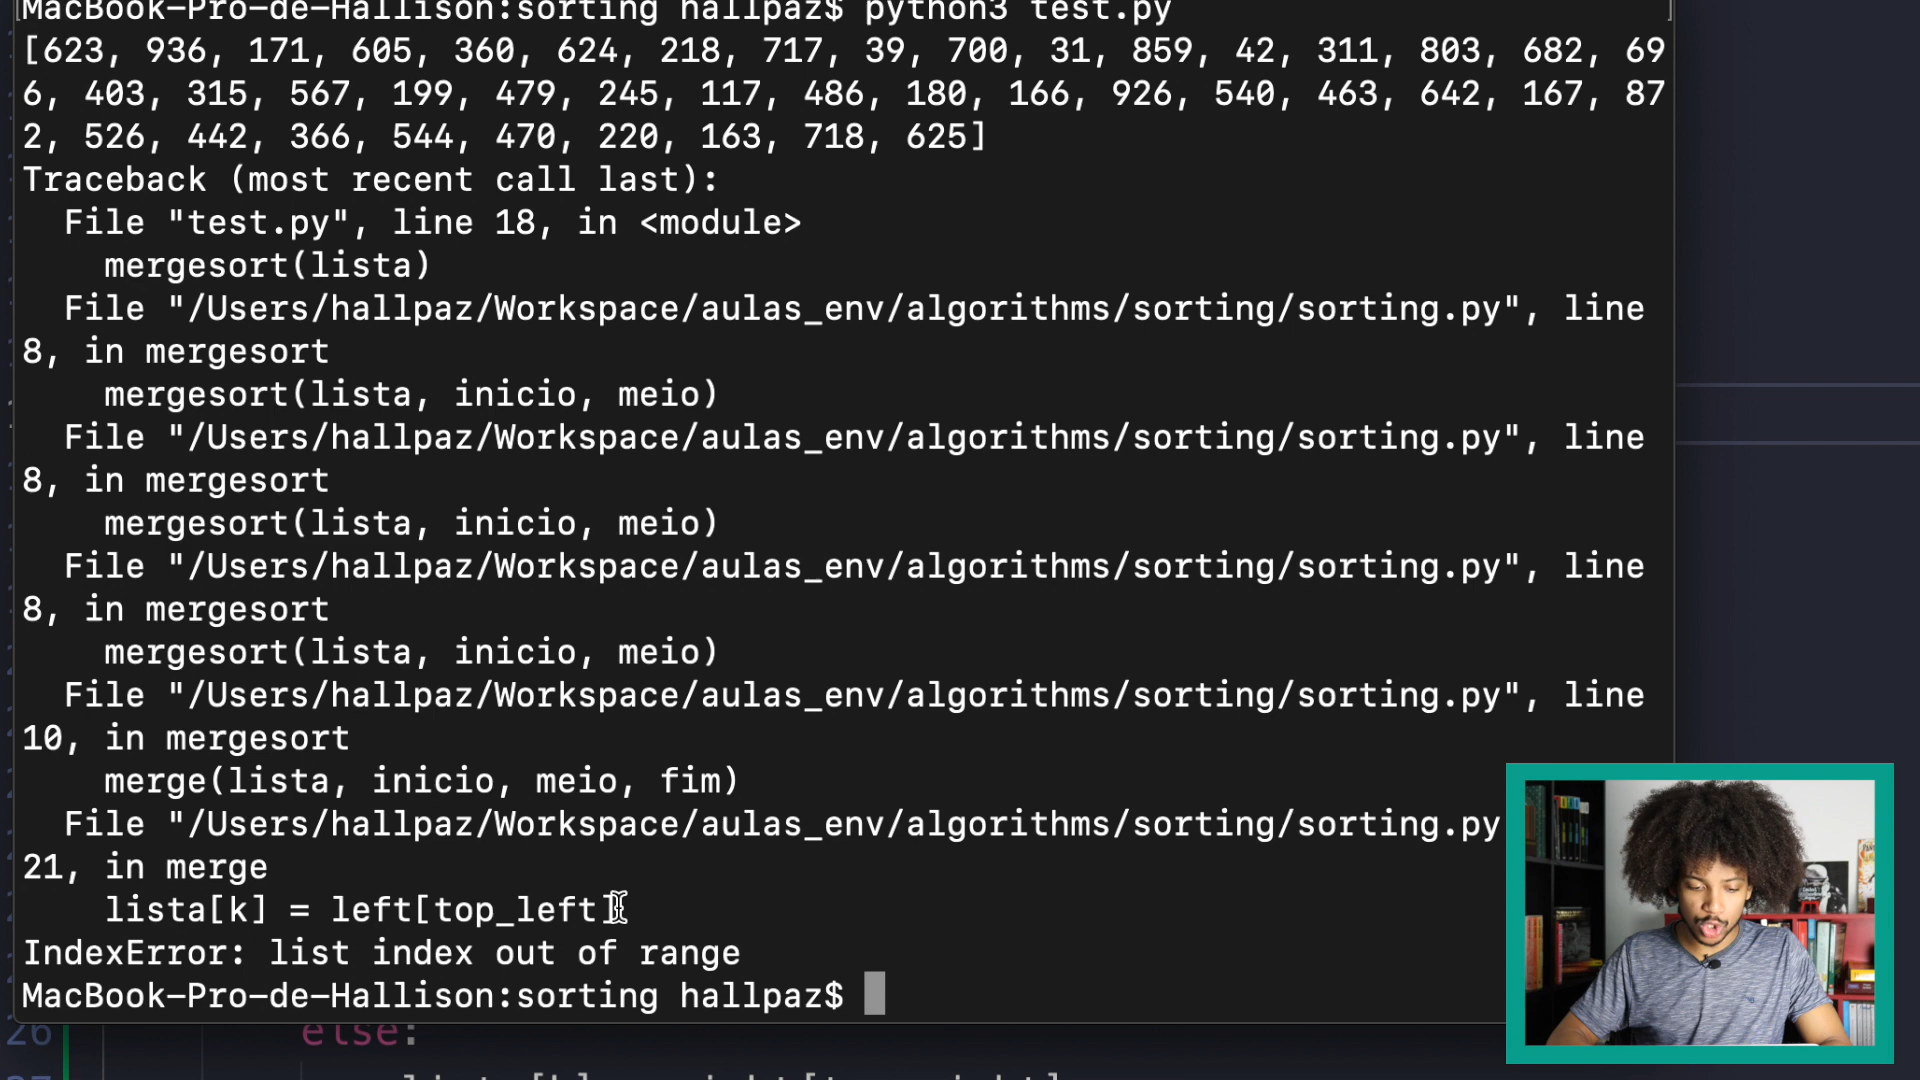 MacBook-Pro-de-Hallison:sorting hallpaz$ python3 test.py
[623, 936, 171, 605, 360, 624, 218, 717, 39, 700, 31, 859, 42, 311, 803, 682, 69
6, 403, 315, 567, 199, 479, 245, 117, 486, 180, 166, 926, 540, 463, 642, 167, 87
2, 526, 442, 366, 544, 470, 220, 163, 718, 625]
Traceback (most recent call last):
  File "test.py", line 18, in <module>
    mergesort(lista)
  File "/Users/hallpaz/Workspace/aulas_env/algorithms/sorting/sorting.py", line
8, in mergesort
    mergesort(lista, inicio, meio)
  File "/Users/hallpaz/Workspace/aulas_env/algorithms/sorting/sorting.py", line
8, in mergesort
    mergesort(lista, inicio, meio)
  File "/Users/hallpaz/Workspace/aulas_env/algorithms/sorting/sorting.py", line
8, in mergesort
    mergesort(lista, inicio, meio)
  File "/Users/hallpaz/Workspace/aulas_env/algorithms/sorting/sorting.py", line
10, in mergesort
    merge(lista, inicio, meio, fim)
  File "/Users/hallpaz/Workspace/aulas_env/algorithms/sorting/sorting.py
21, in merge
    lista[k] = left[top_left]
IndexError: list index out of range
MacBook-Pro-de-Hallison:sorting hallpaz$
26 else: